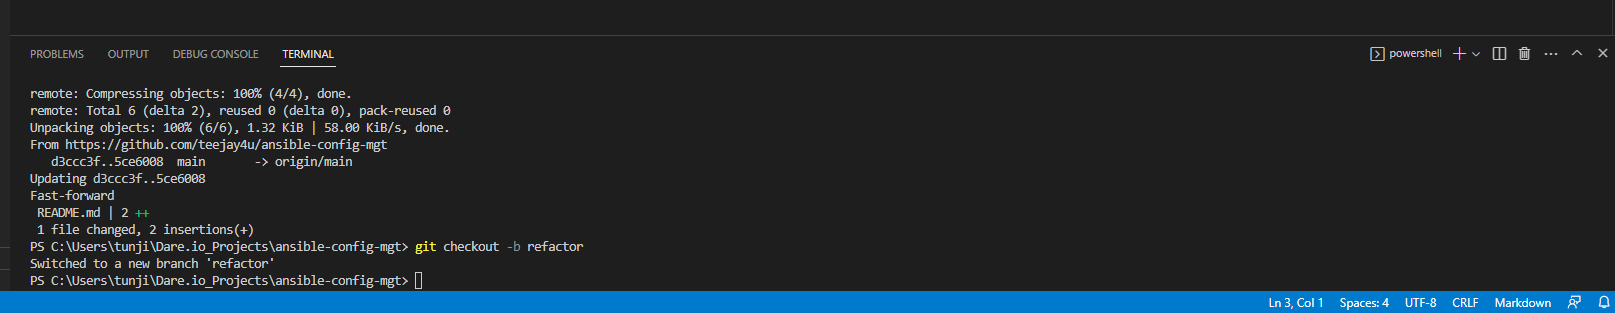 PROBLEMS OUTPUT DEBUG CONSOLE TERMINAL powershell
remote: Compressing objects: 100% (4/4), done.
remote: Total 6 (delta 2), reused 0 (delta 0), pack-reused 0
Unpacking objects: 100% (6/6), 1.32 KiB | 58.00 KiB/s, done.
From https://github.com/teejay4u/ansible-config-mgt
   d3ccc3f..5ce6008  main       -> origin/main
Updating d3ccc3f..5ce6008
Fast-forward
 README.md | 2 ++
 1 file changed, 2 insertions(+)
PS C:\Users\tunji\Dare.io_Projects\ansible-config-mgt> git checkout -b refactor
Switched to a new branch 'refactor'
PS C:\Users\tunji\Dare.io_Projects\ansible-config-mgt>
Ln 3, Col 1 Spaces: 4 UTF-8 CRLF Markdown